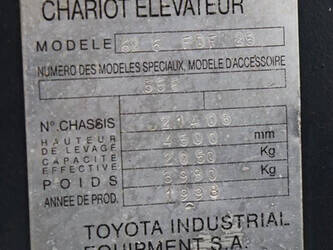 CHARIOT ELEVATEUR
MODELE
NUMERO DES MODELES SPECIAUX, MODELE D'ACCESSOIRE
N°. CHASSIS 21406
HAUTEUR DE LEVAGE mm
CAPACITE EFFECTIVE Kg
POIDS Kg
ANNEE DE PROD. 1998
TOYOTA INDUSTRIAL
EQUIPMENT S.A.